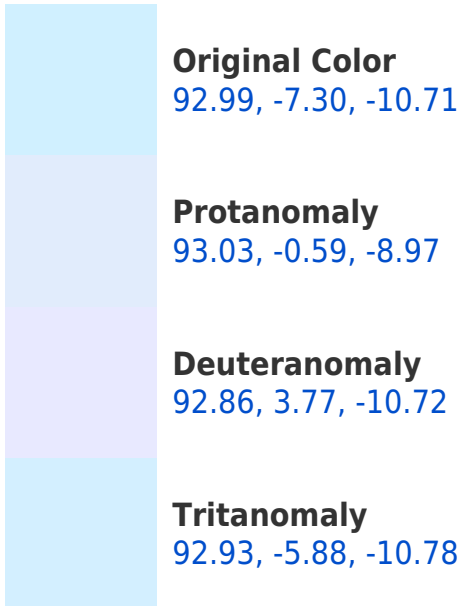 Original Color
92.99, -7.30, -10.71
Protanomaly
93.03, -0.59, -8.97
Deuteranomaly
92.86, 3.77, -10.72
Tritanomaly
92.93, -5.88, -10.78